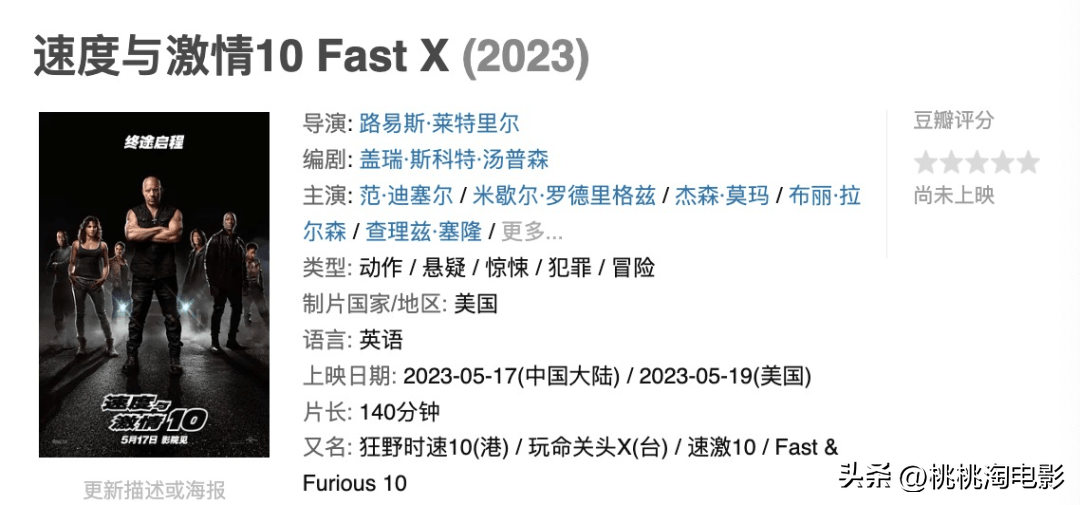 速度与激情10 Fast X (2023)
终途启程
速度与
激情10
5月17日 影院见
更新描述或海报
导演: 路易斯·莱特里尔
编剧: 盖瑞·斯科特·汤普森
主演: 范·迪塞尔 / 米歇尔·罗德里格兹 / 杰森·莫玛 / 布丽·拉
尔森 / 查理兹·塞隆 / 更多...
类型: 动作 / 悬疑 / 惊悚 / 犯罪 / 冒险
制片国家/地区: 美国
语言: 英语
上映日期: 2023-05-17(中国大陆) / 2023-05-19(美国)
片长: 140分钟
又名: 狂野时速10(港) / 玩命关头X(台) / 速激10 / Fast &
Furious 10
豆瓣评分
尚未上映
头条 @桃桃淘电影